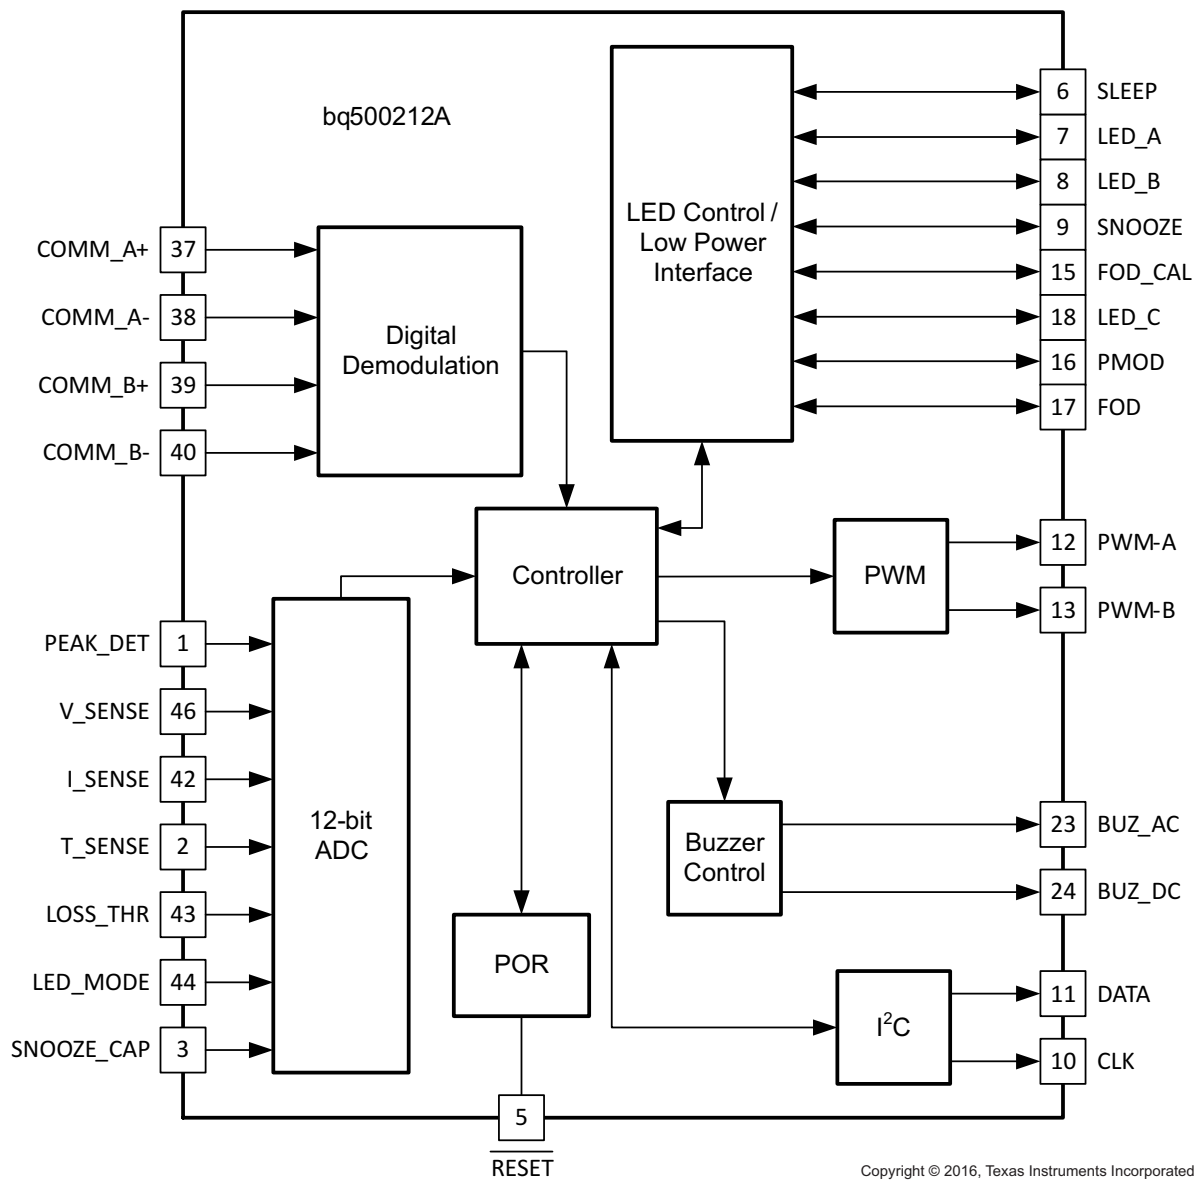 bq500212A
COMM_A+ 37
COMM_A- 38
COMM_B+ 39
COMM_B- 40
Digital
Demodulation
LED Control /
Low Power
Interface
6 SLEEP
7 LED_A
8 LED_B
9 SNOOZE
15 FOD_CAL
18 LED_C
16 PMOD
17 FOD
Controller
PWM
12 PWM-A
13 PWM-B
PEAK_DET 1
V_SENSE 46
I_SENSE 42
T_SENSE 2
LOSS_THR 43
LED_MODE 44
SNOOZE_CAP 3
12-bit
ADC
Buzzer
Control
23 BUZ_AC
24 BUZ_DC
POR
I²C
11 DATA
10 CLK
5
RESET
Copyright © 2016, Texas Instruments Incorporated